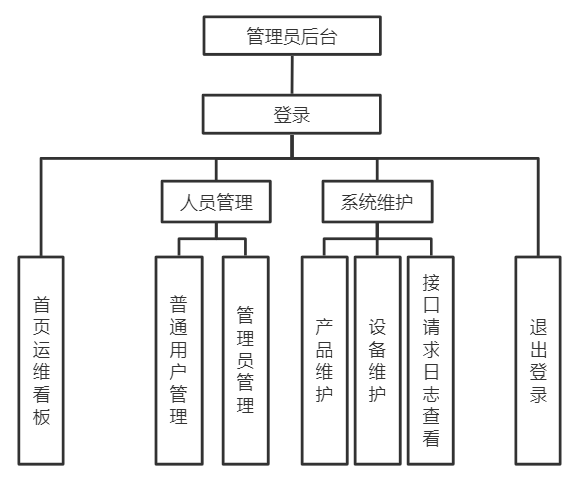 管理员后台
登录
人员管理
系统维护
首页运维看板
普通用户管理
管理员管理
产品维护
设备维护
接口请求日志查看
退出登录